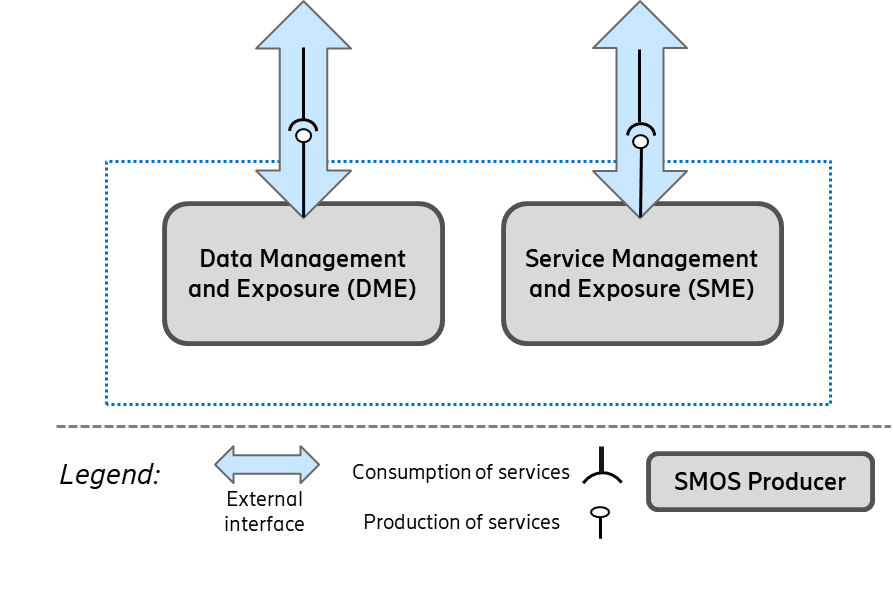 Data Management
and Exposure (DME)
Service Management
and Exposure (SME)
Legend:
External
interface
Consumption of services
Production of services
SMOS Producer